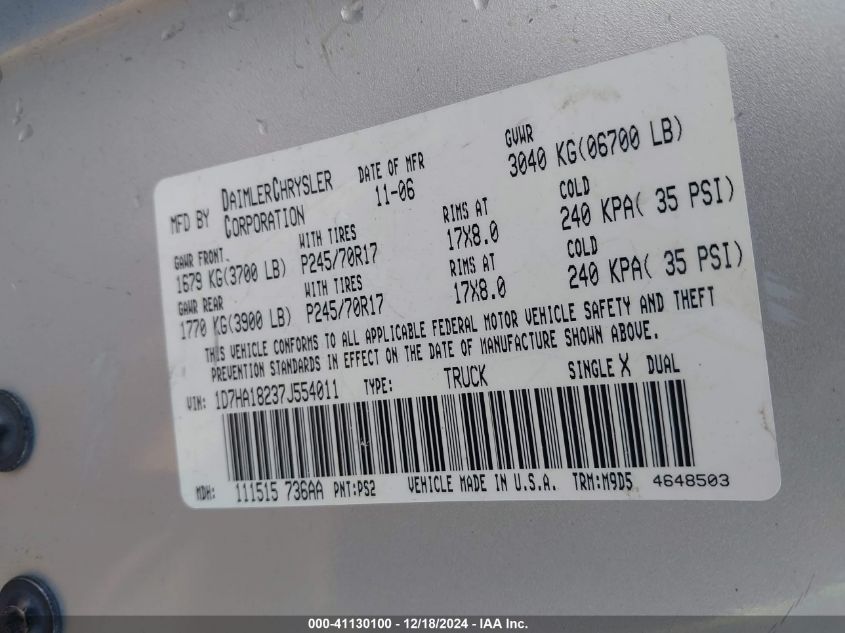 MFD BY DAIMLERCHRYSLER CORPORATION DATE OF MFR 11-06 GVWR 3040 KG(06700 LB)
GAWR FRONT WITH TIRES RIMS AT COLD
1679 KG(3700 LB) P245/70R17 17X8.0 240 KPA( 35 PSI)
GAWR REAR WITH TIRES RIMS AT COLD
1770 KG(3900 LB) P245/70R17 17X8.0 240 KPA( 35 PSI)
THIS VEHICLE CONFORMS TO ALL APPLICABLE FEDERAL MOTOR VEHICLE SAFETY AND THEFT
PREVENTION STANDARDS IN EFFECT ON THE DATE OF MANUFACTURE SHOWN ABOVE.
VIN: 1D7HA18237J554011 TYPE: TRUCK SINGLE X DUAL
MDH: 111515 736AA PNT:PS2 VEHICLE MADE IN U.S.A. TRM:M9D5 4648503
000-41130100 - 12/18/2024 - IAA Inc.